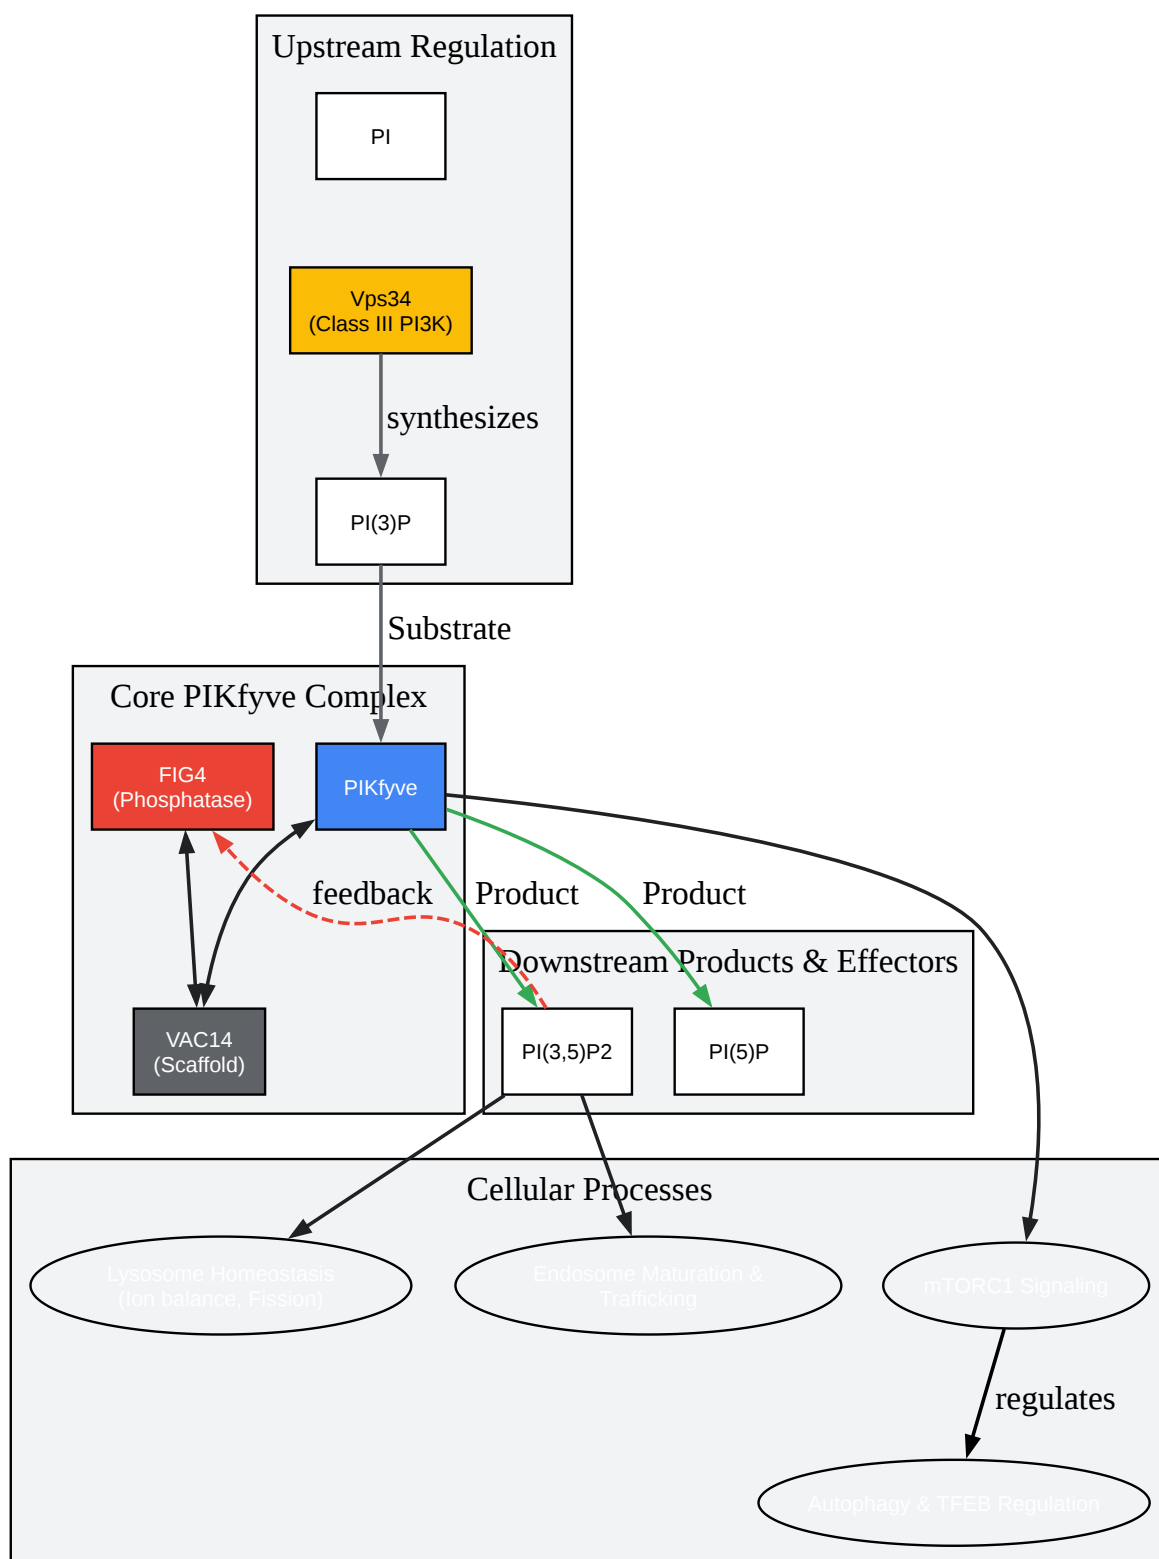 Upstream Regulation
PI
Vps34
(Class III PI3K)
synthesizes
PI(3)P
Substrate
Core PIKfyve Complex
FIG4
(Phosphatase)
PIKfyve
feedback
Product
Product
Downstream Products & Effectors
VAC14
(Scaffold)
PI(3,5)P2
PI(5)P
Cellular Processes
Lysosome Homeostasis
(Ion balance, Fission)
Endosome Maturation &
Trafficking
mTORC1 Signaling
regulates
Autophagy & TFEB Regulation